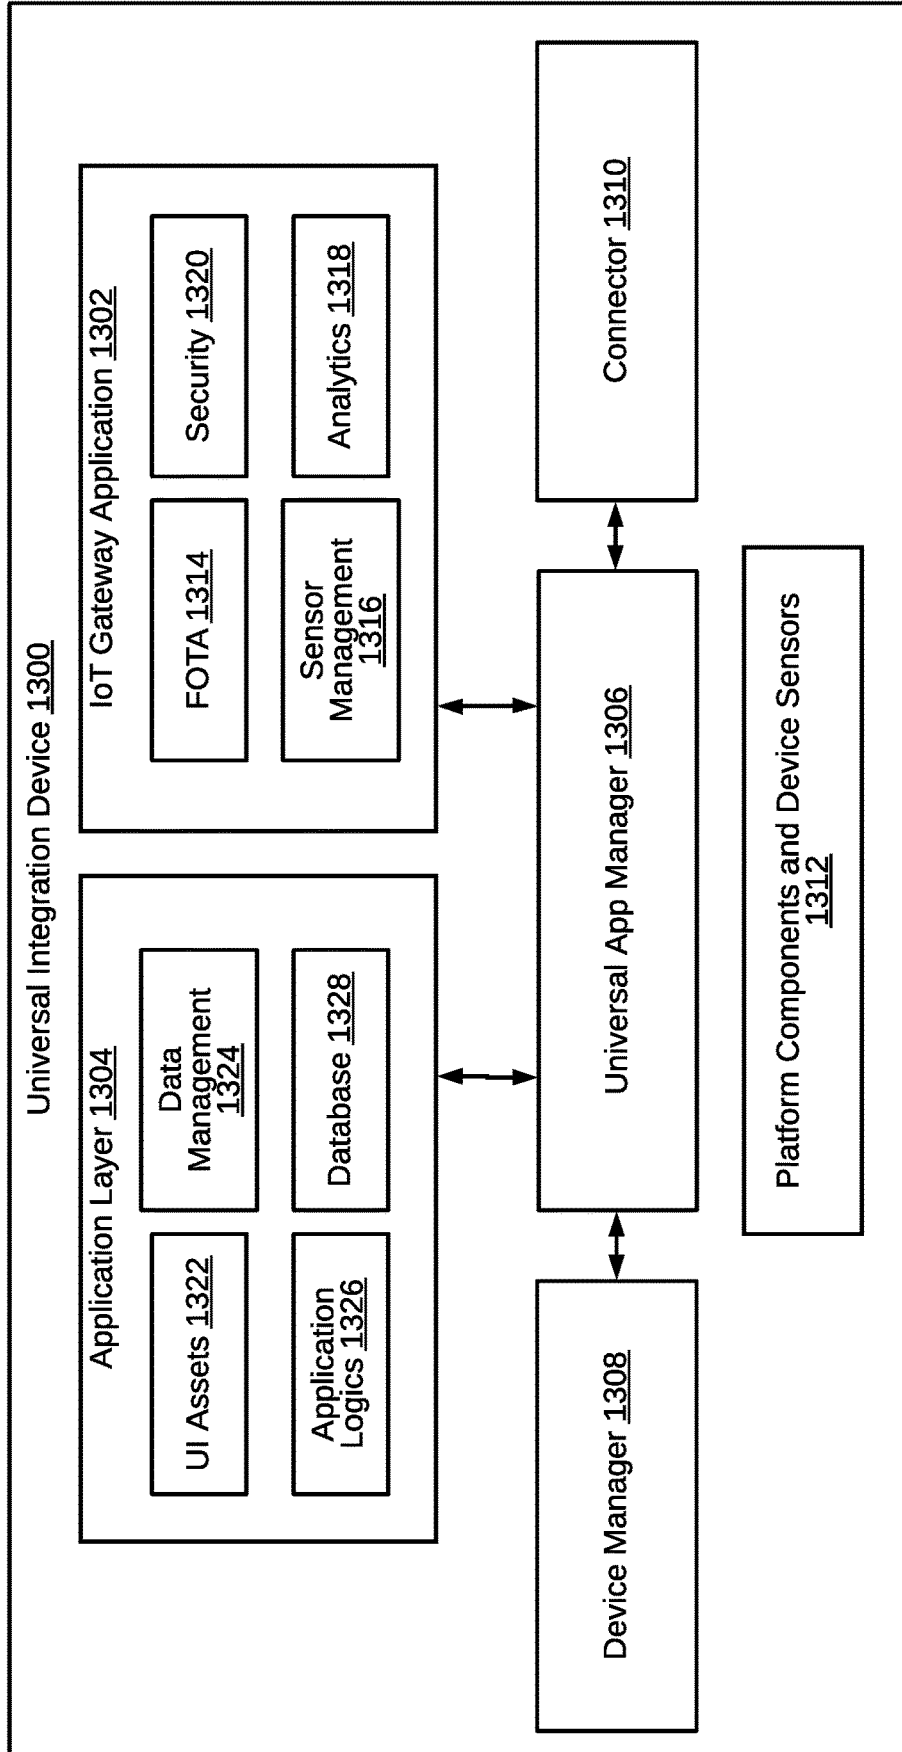 Universal Integration Device 1300
Application Layer 1304
UI Assets 1322
Data
Management
1324
Application
Logics 1326
Database 1328
IoT Gateway Application 1302
FOTA 1314
Security 1320
Sensor
Management
1316
Analytics 1318
Device Manager 1308
Universal App Manager 1306
Connector 1310
Platform Components and Device Sensors
1312